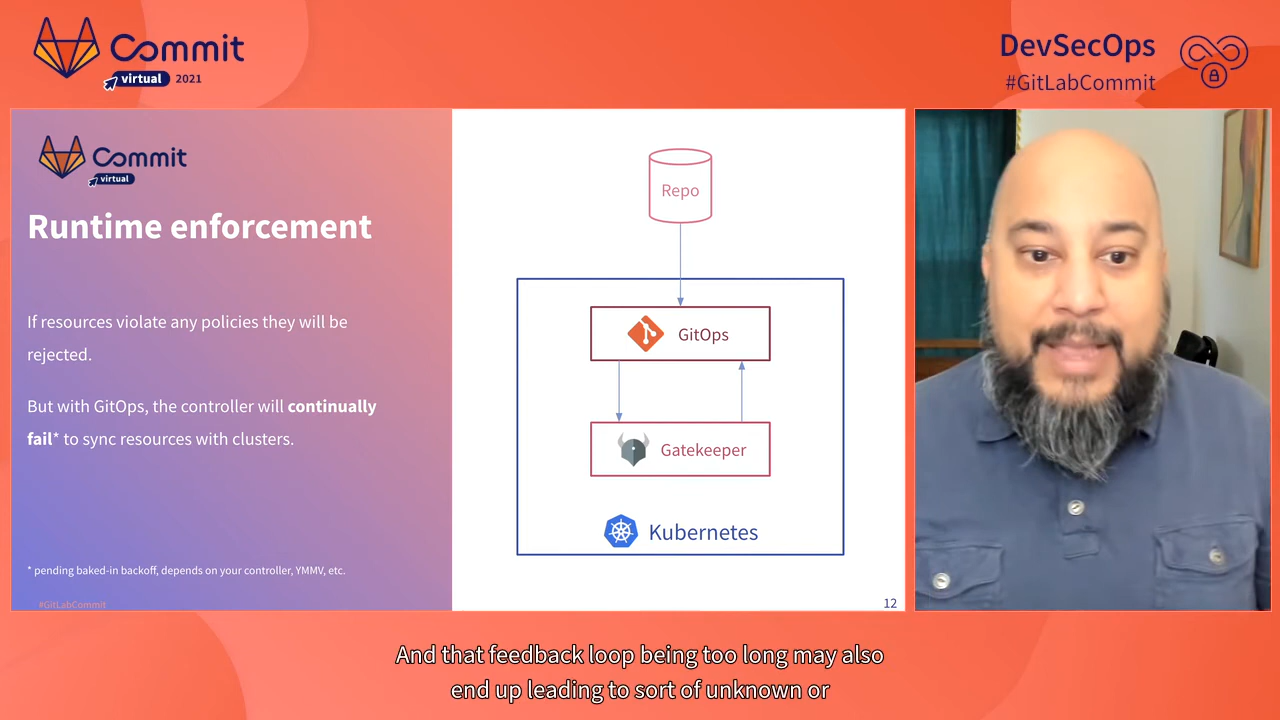 Commit
virtual 2021
DevSecOps
#GitLabCommit
Commit
virtual
Runtime enforcement
If resources violate any policies they will be
rejected.
But with GitOps, the controller will continually
fail* to sync resources with clusters.
* pending baked-in backoff, depends on your controller, YMMV, etc.
#GitLabCommit
Repo
GitOps
Gatekeeper
Kubernetes
12
And that feedback loop being too long may also
end up leading to sort of unknown or